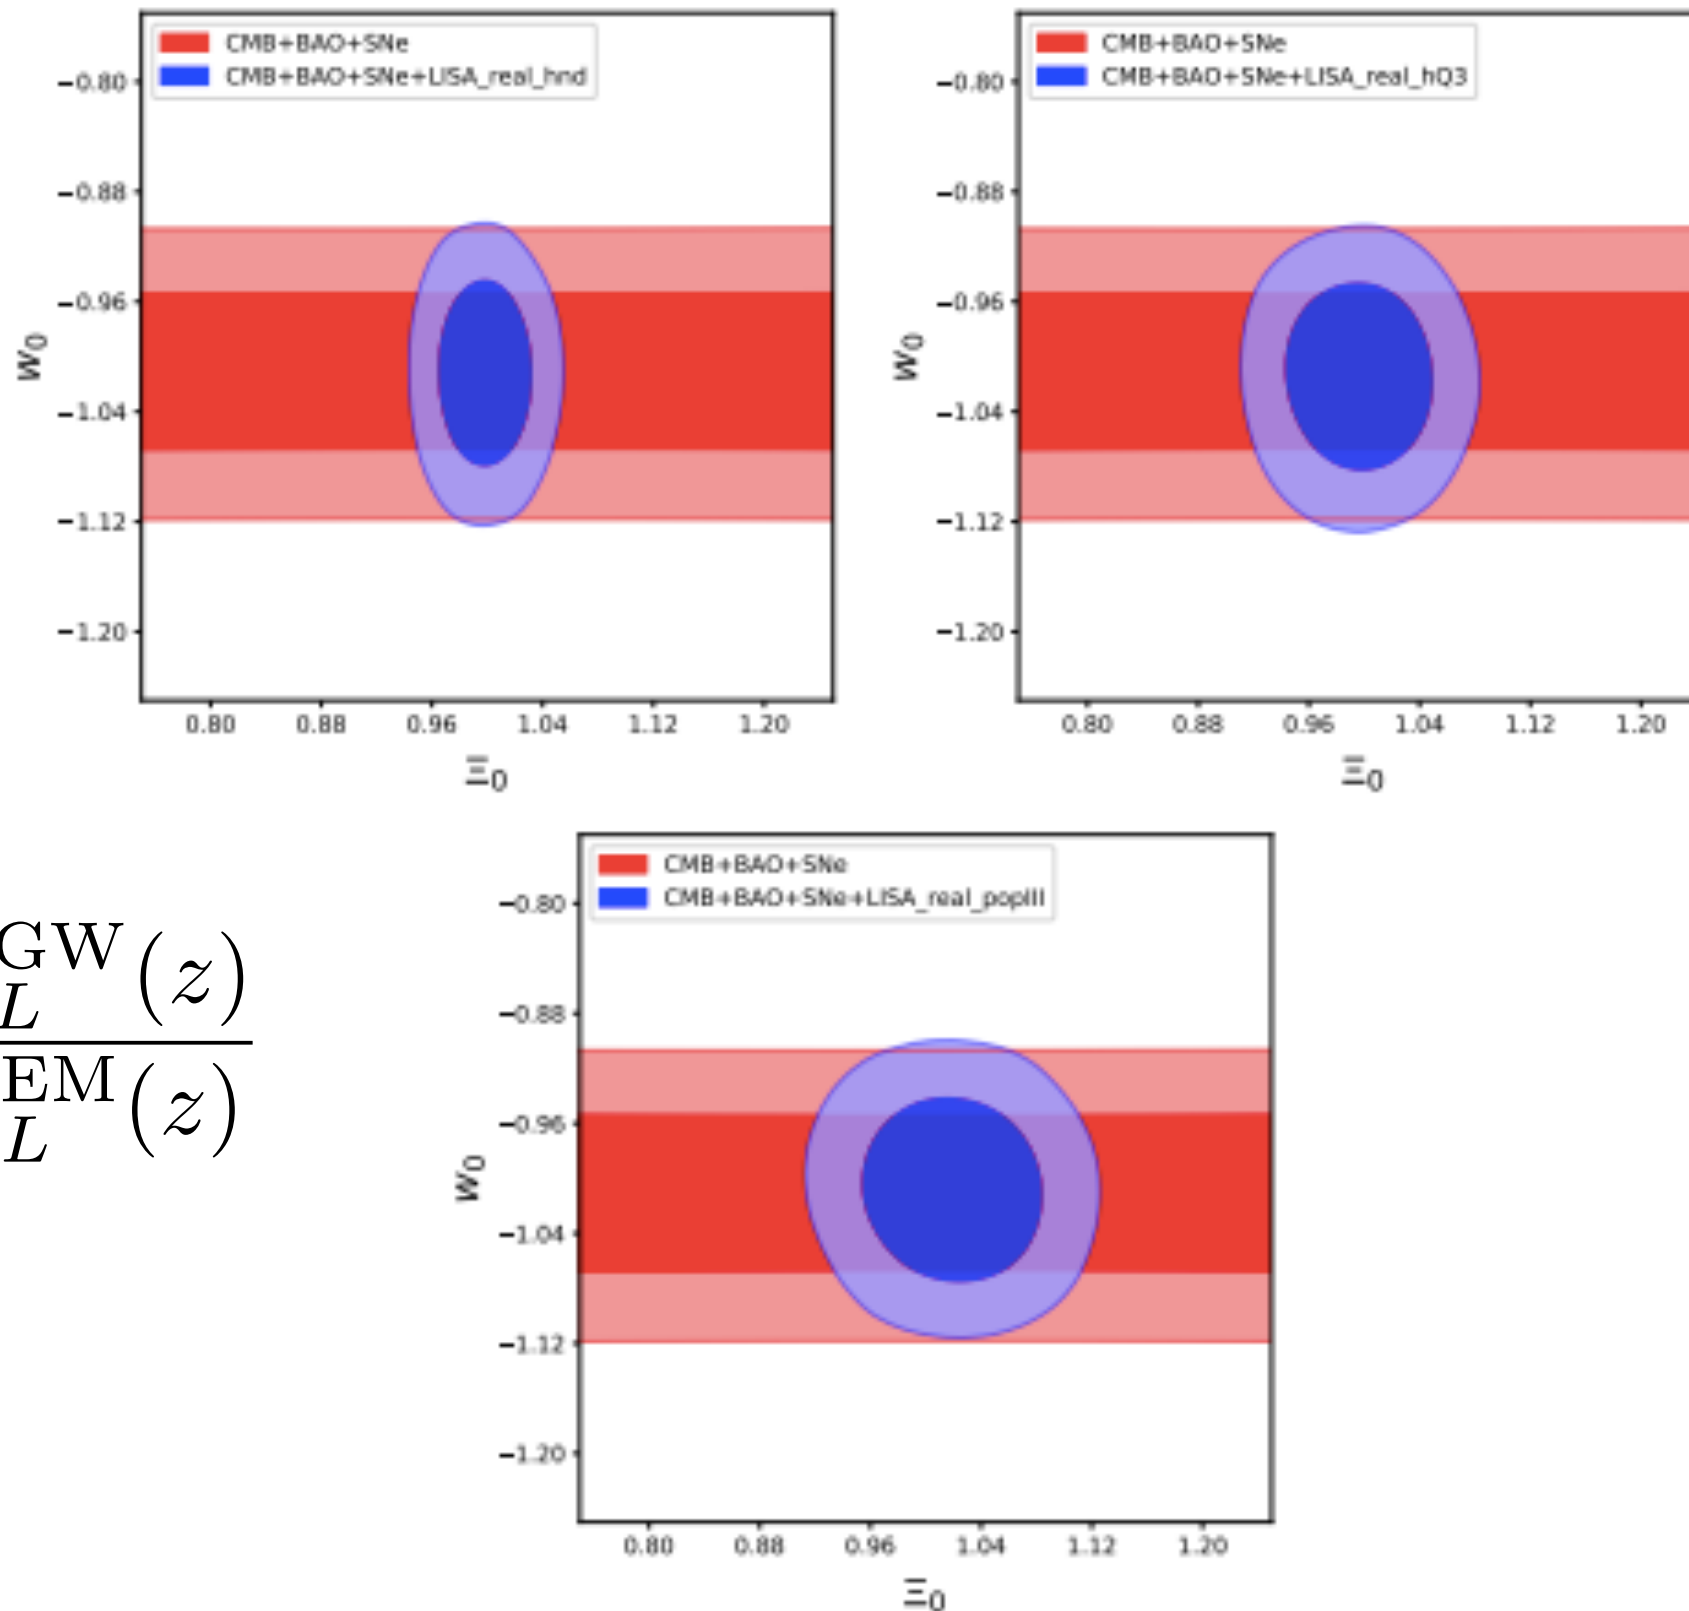 CMB+BAO+SNe
CMB+BAO+SNe+LISA_real_hnd
−0.80
−0.88
−0.96
−1.04
−1.12
−1.20
w₀
0.80 0.88 0.96 1.04 1.12 1.20
Ξ₀
CMB+BAO+SNe
CMB+BAO+SNe+LISA_real_hQ3
−0.80
−0.88
−0.96
−1.04
−1.12
−1.20
w₀
0.80 0.88 0.96 1.04 1.12 1.20
Ξ₀
GW
L (z)
EM
L (z)
CMB+BAO+SNe
CMB+BAO+SNe+LISA_real_popIII
−0.80
−0.88
−0.96
−1.04
−1.12
−1.20
w₀
0.80 0.88 0.96 1.04 1.12 1.20
Ξ₀